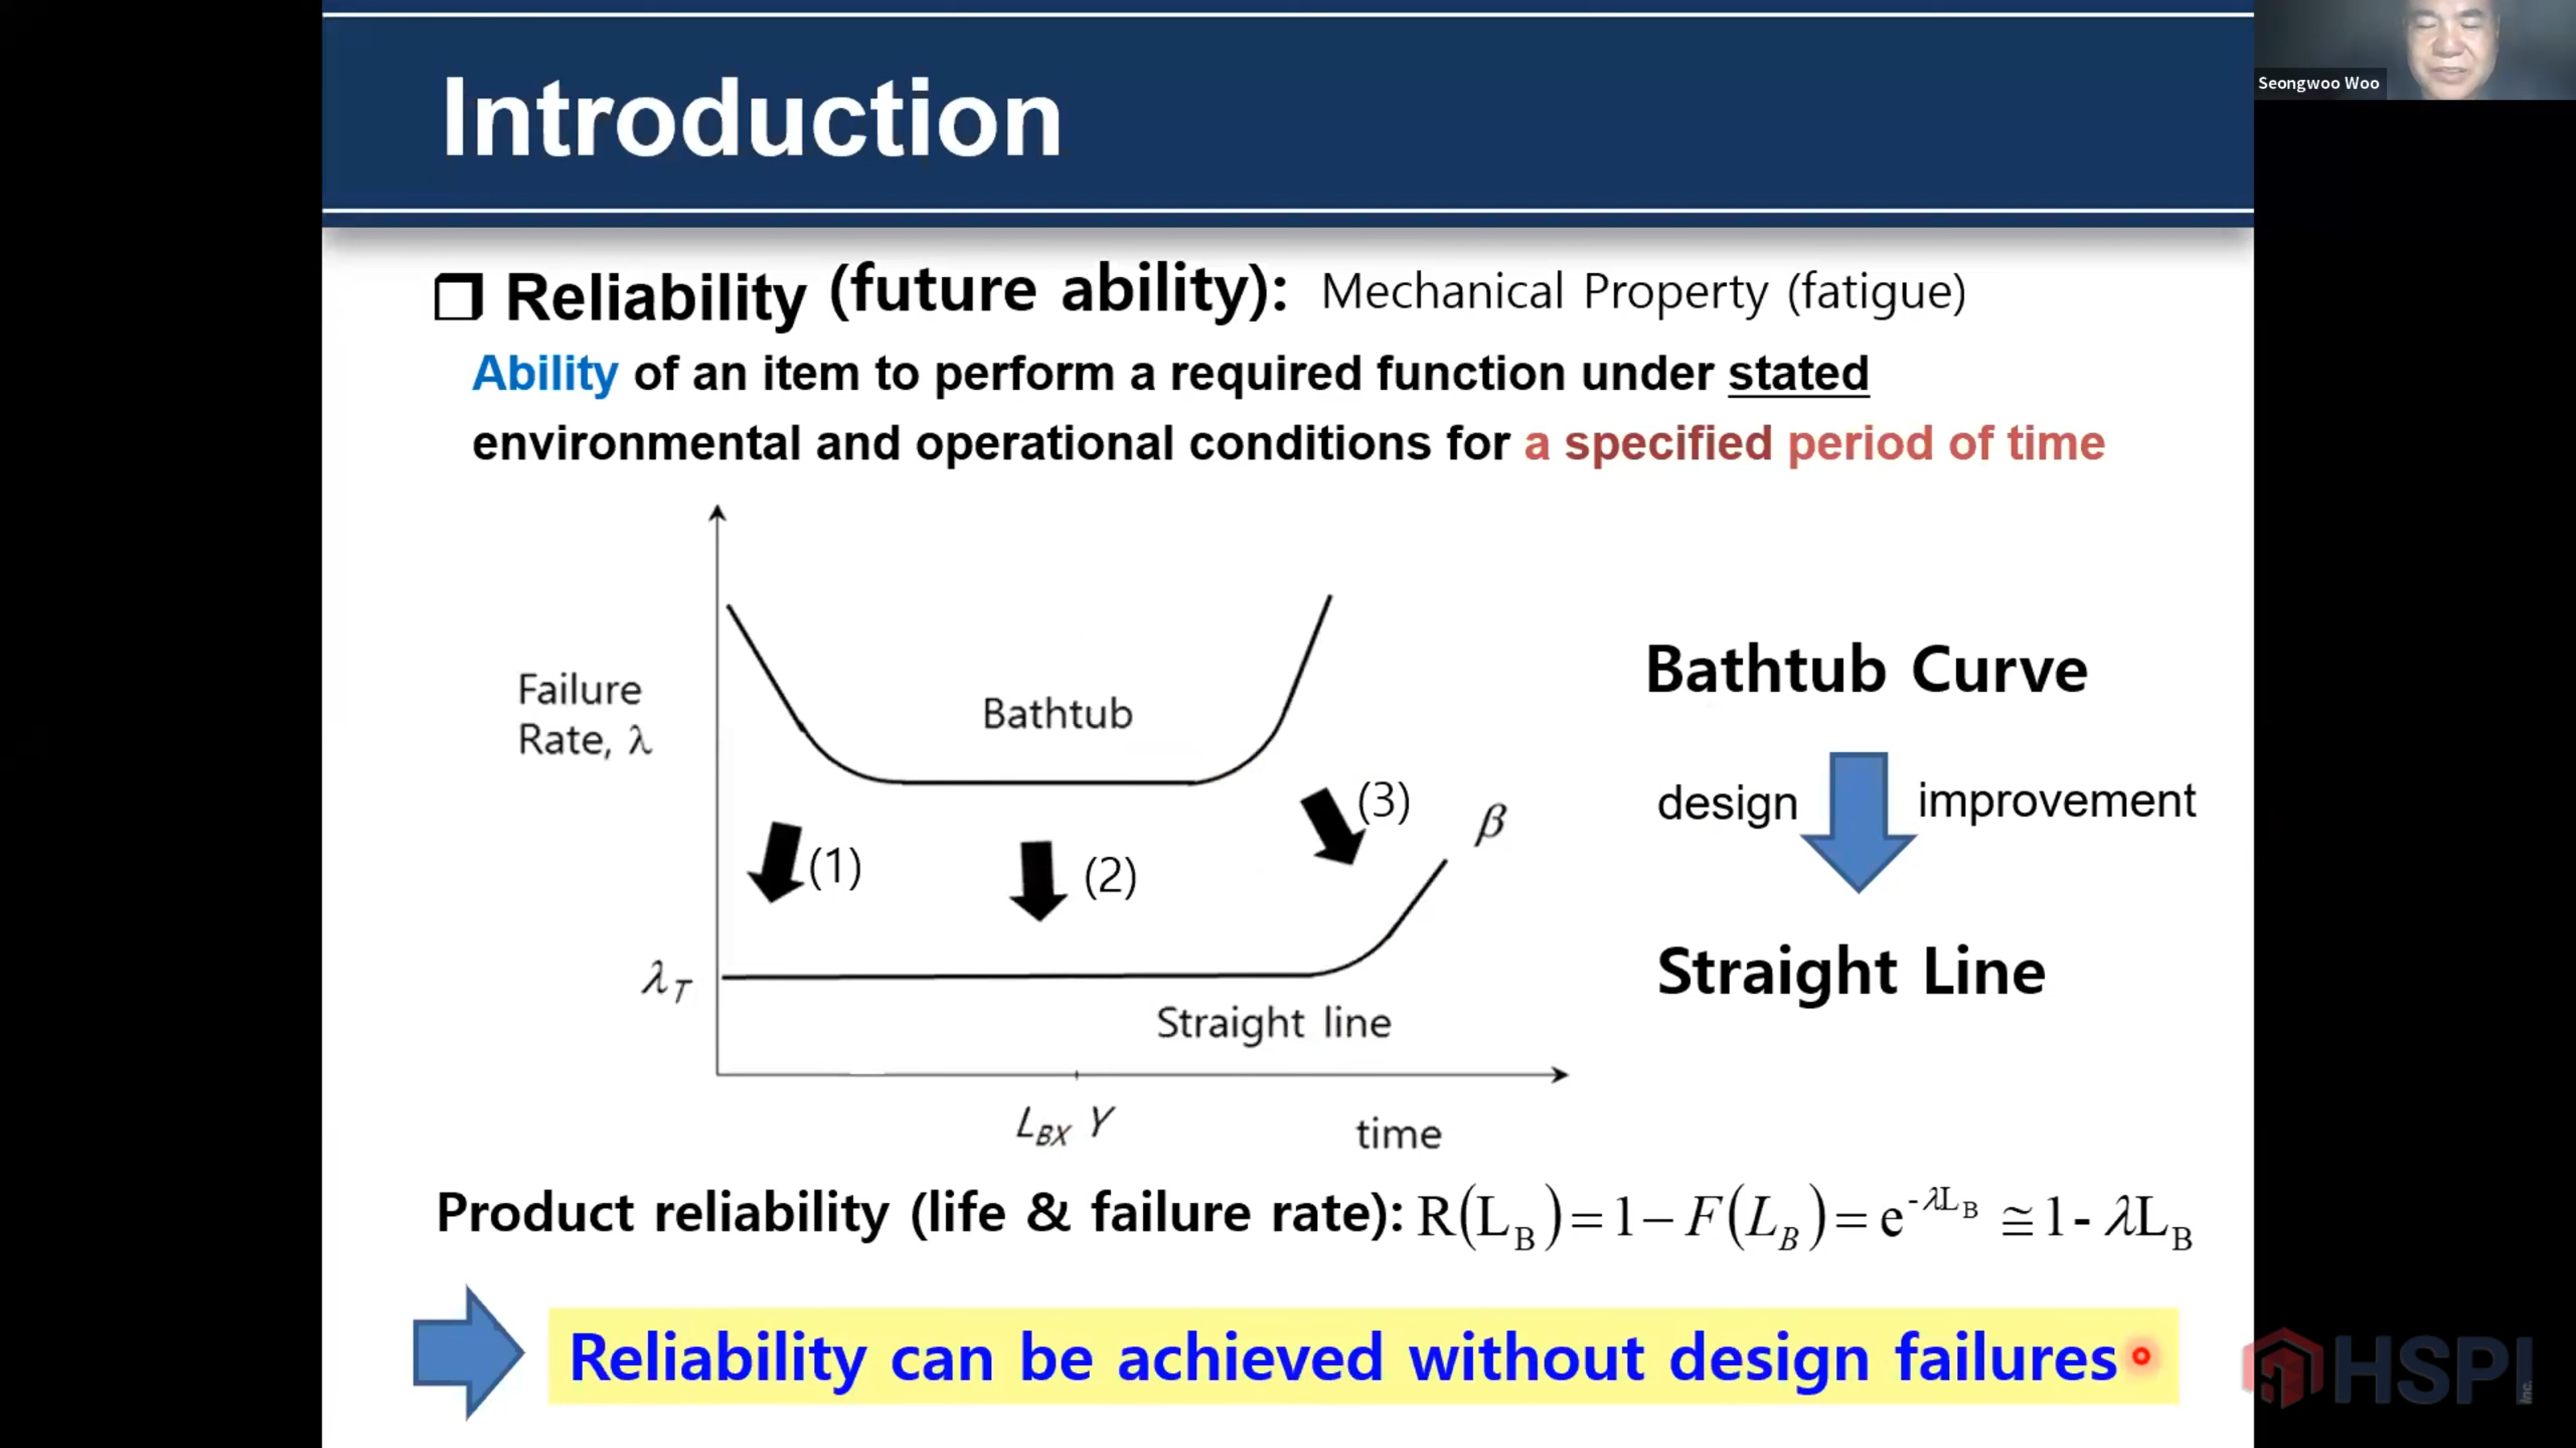 Introduction
Seongwoo Woo
Reliability (future ability): Mechanical Property (fatigue)
Ability of an item to perform a required function under stated
environmental and operational conditions for a specified period of time
Failure
Rate, λ
Bathtub
(1)
(2)
(3)
β
λT
Straight line
LBX Y
time
Bathtub Curve
design improvement
Straight Line
Product reliability (life & failure rate): R(LB)=1−F(LB)=e-λLB ≅1-λLB
Reliability can be achieved without design failures
HSPI Inc.